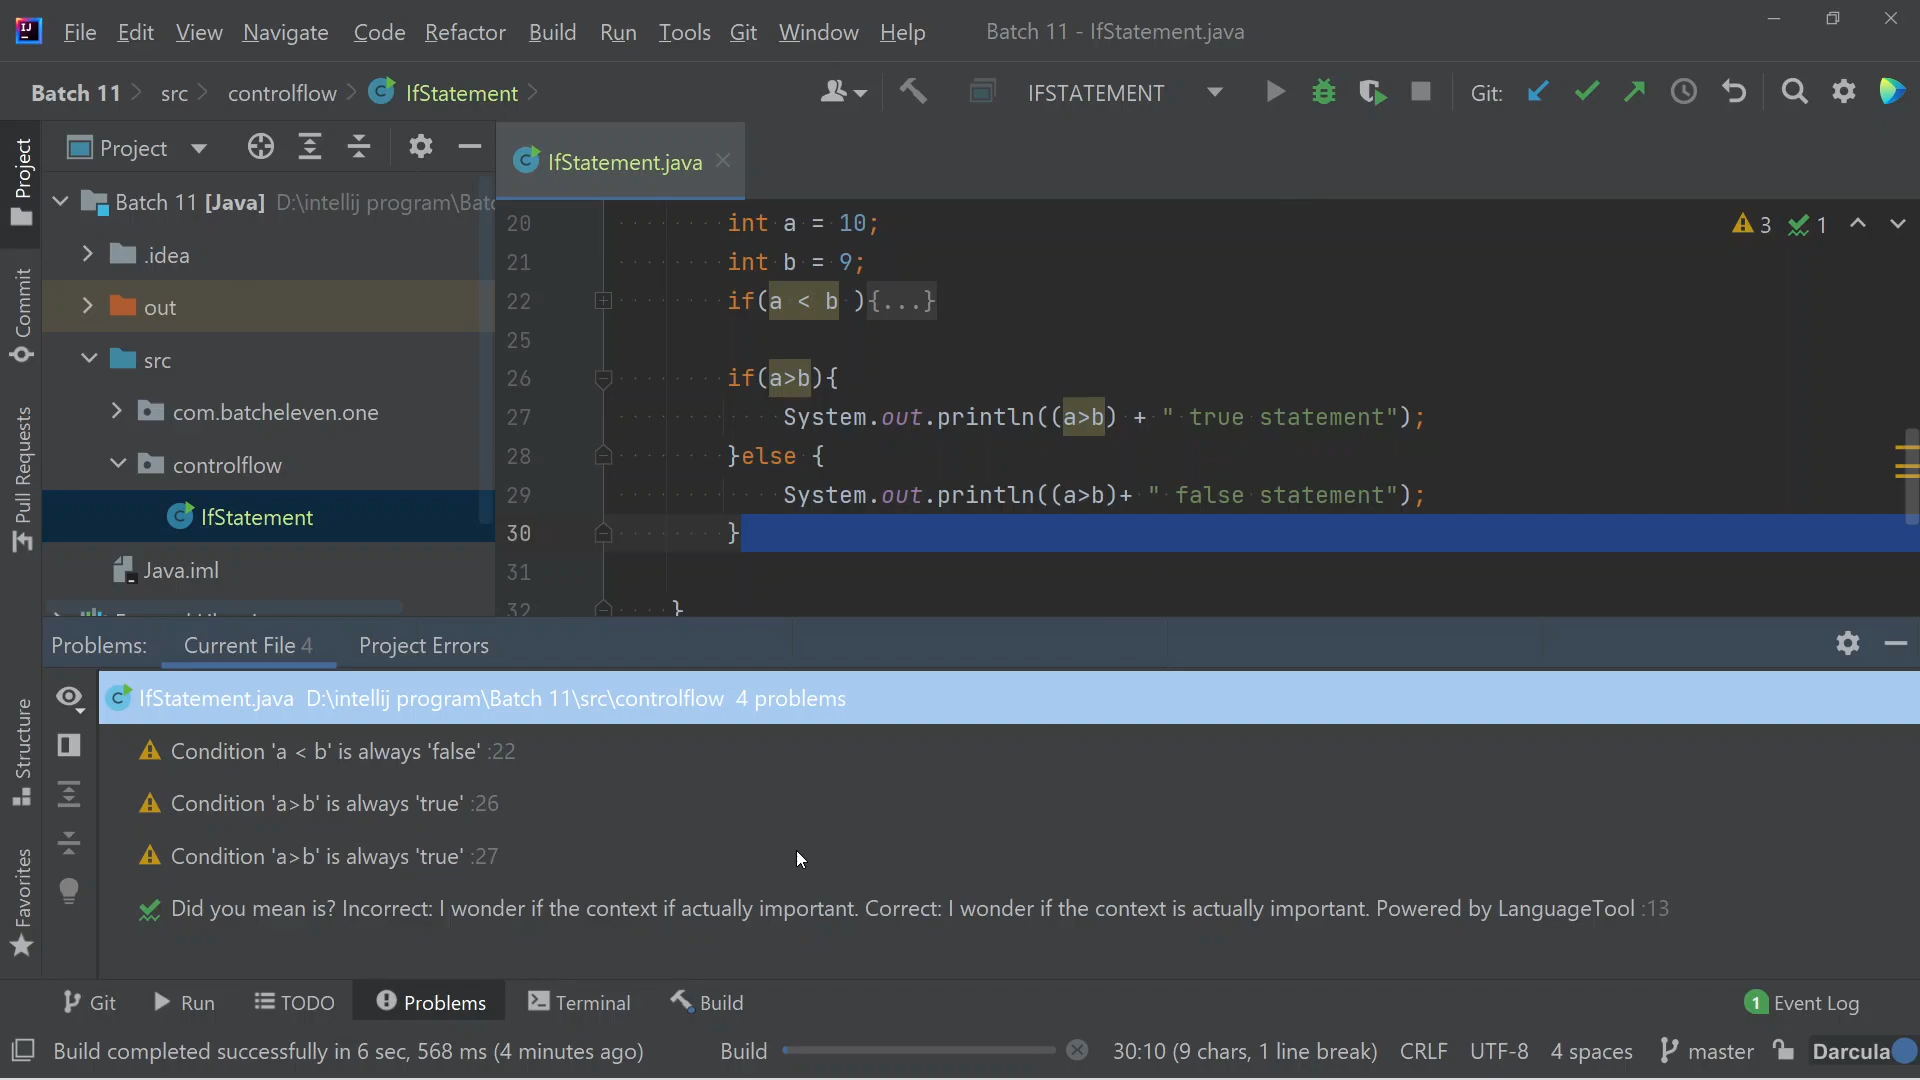 File Edit View Navigate Code Refactor Build Run Tools Git Window Help Batch 11 - IfStatement.java
Batch 11 src controlflow IfStatement IFSTATEMENT Git:
Project
IfStatement.java
Project
Commit
Pull Requests
Structure
Favorites
Batch 11 [Java] D:\intellij program\Bat
.idea
out
src
com.batcheleven.one
controlflow
IfStatement
Java.iml
20 int a = 10;
21 int b = 9;
22 if(a < b ){...}
25
26 if(a>b){
27 System.out.println((a>b) + " true statement");
28 }else {
29 System.out.println((a>b)+ " false statement");
30 }
31
32 }
3 1
Problems: Current File 4 Project Errors
IfStatement.java D:\intellij program\Batch 11\src\controlflow 4 problems
Condition 'a < b' is always 'false' :22
Condition 'a>b' is always 'true' :26
Condition 'a>b' is always 'true' :27
Did you mean is? Incorrect: I wonder if the context if actually important. Correct: I wonder if the context is actually important. Powered by LanguageTool :13
Git Run TODO Problems Terminal Build 1 Event Log
Build completed successfully in 6 sec, 568 ms (4 minutes ago) Build 30:10 (9 chars, 1 line break) CRLF UTF-8 4 spaces master Darcula